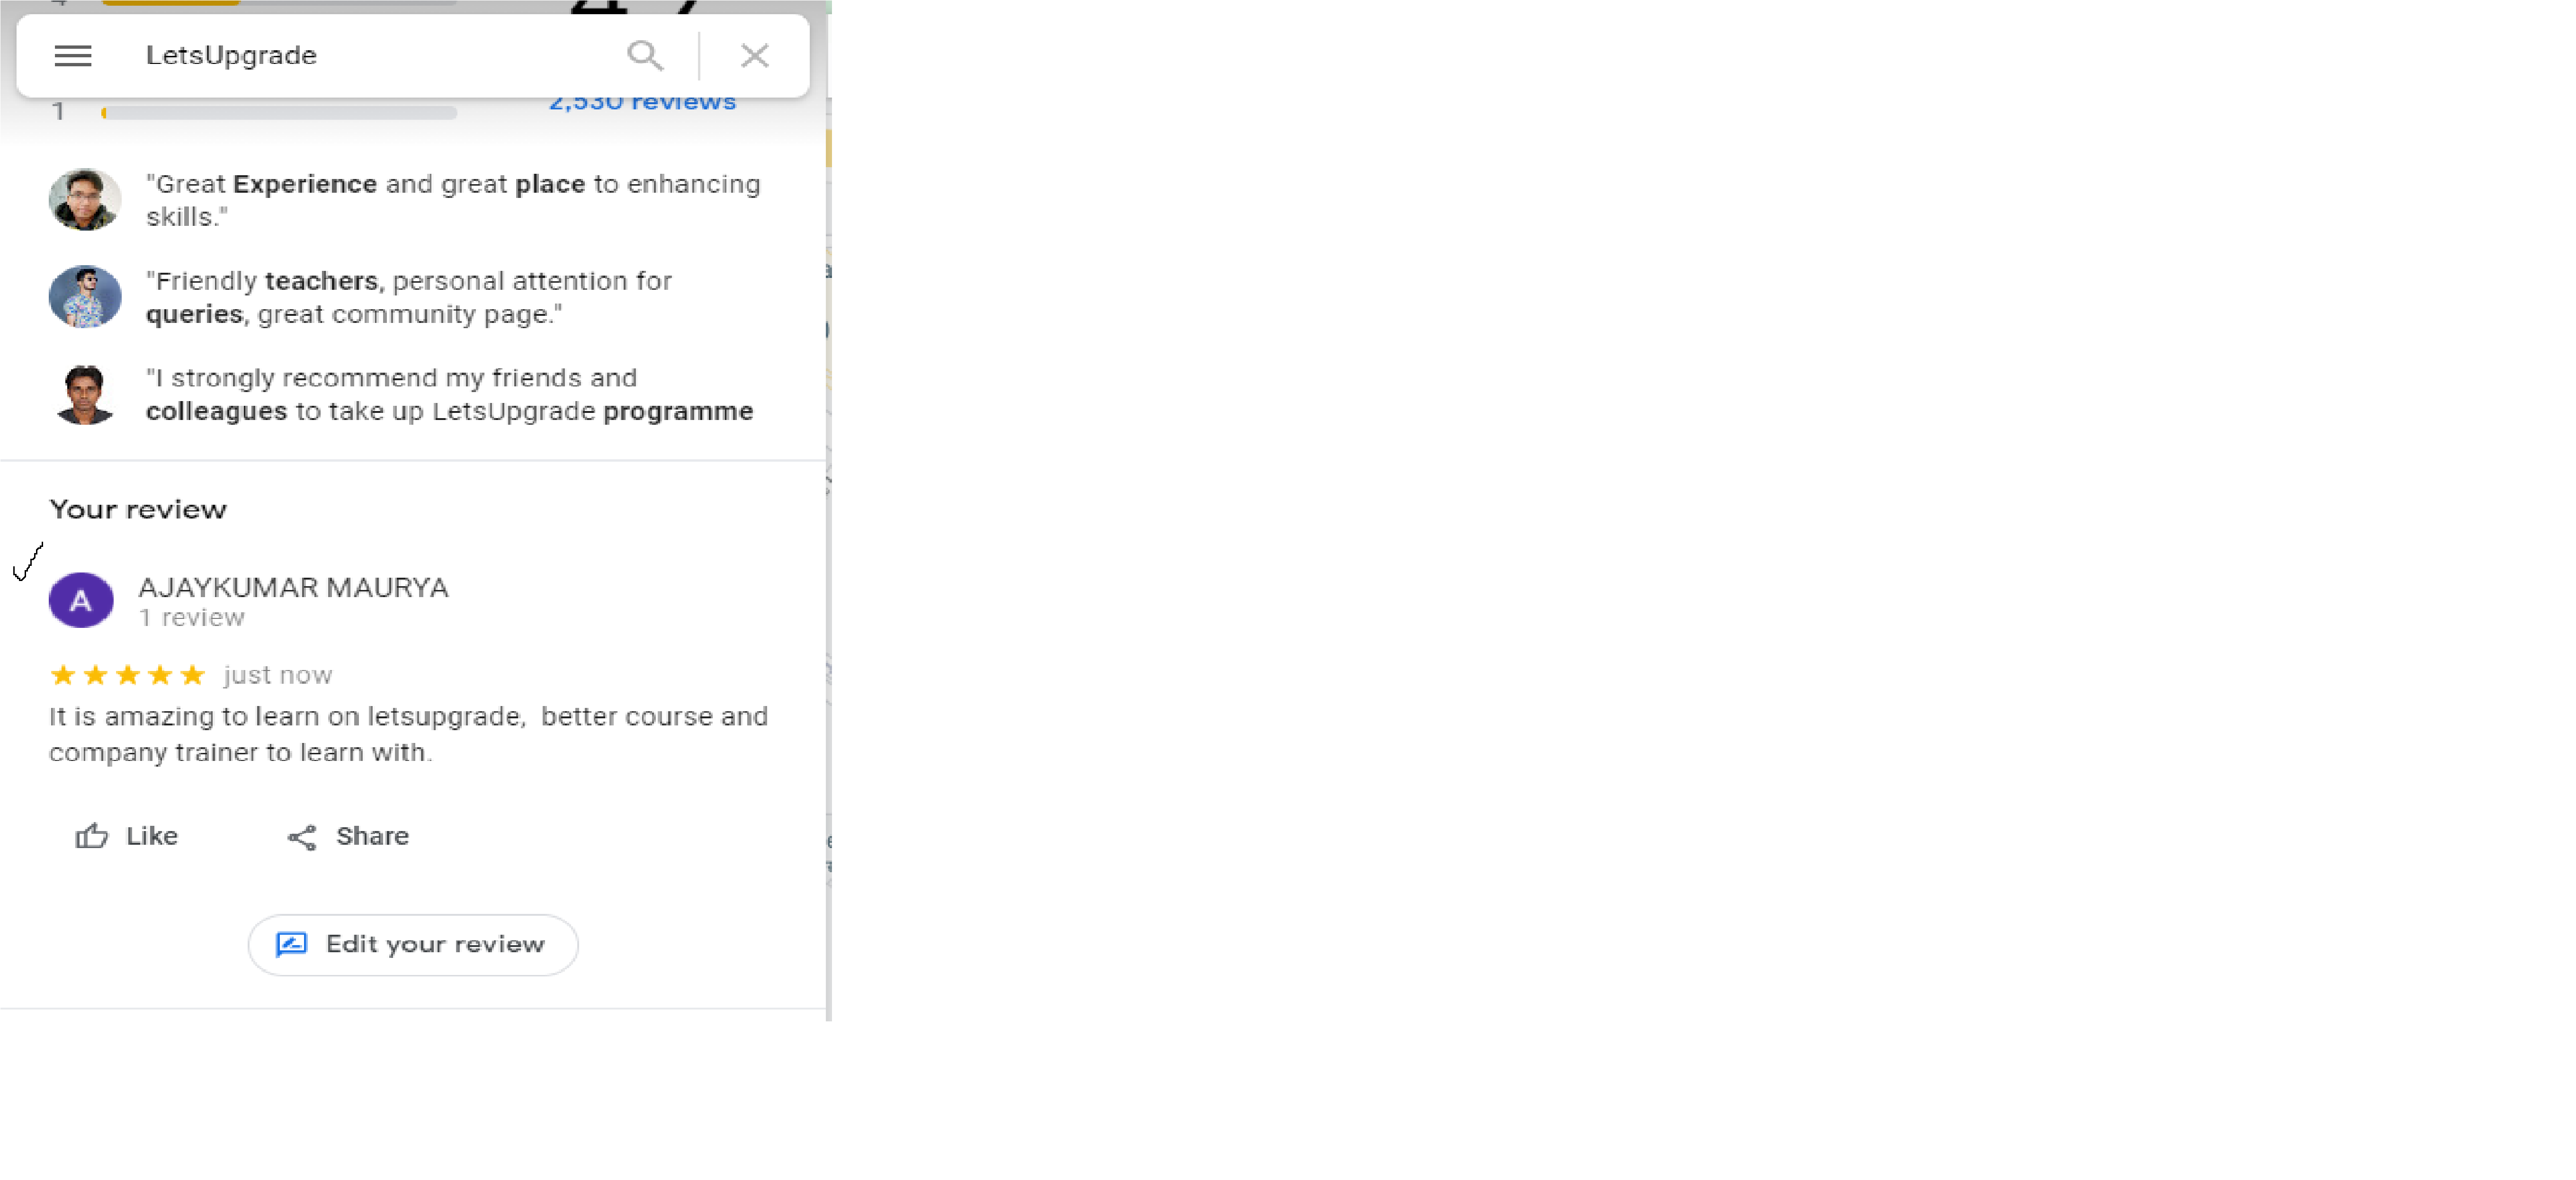 LetsUpgrade
1
2,530 reviews
"Great Experience and great place to enhancing
skills."
"Friendly teachers, personal attention for
queries, great community page."
"I strongly recommend my friends and
colleagues to take up LetsUpgrade programme
Your review
A
AJAYKUMAR MAURYA
1 review
just now
It is amazing to learn on letsupgrade,  better course and
company trainer to learn with.
Like
Share
Edit your review